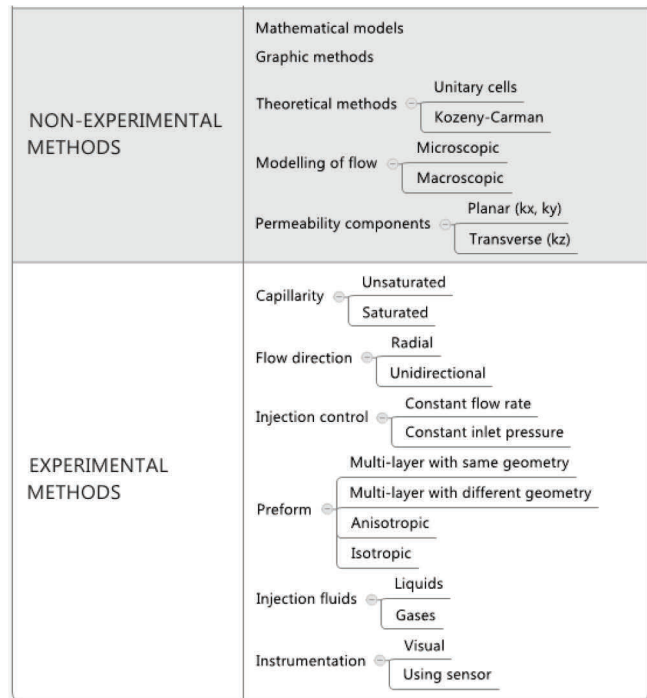 NON-EXPERIMENTAL
METHODS
Mathematical models
Graphic methods
Theoretical methods
Unitary cells
Kozeny-Carman
Modelling of flow
Microscopic
Macroscopic
Permeability components
Planar (kx, ky)
Transverse (kz)
EXPERIMENTAL
METHODS
Capillarity
Unsaturated
Saturated
Flow direction
Radial
Unidirectional
Injection control
Constant flow rate
Constant inlet pressure
Preform
Multi-layer with same geometry
Multi-layer with different geometry
Anisotropic
Isotropic
Injection fluids
Liquids
Gases
Instrumentation
Visual
Using sensor